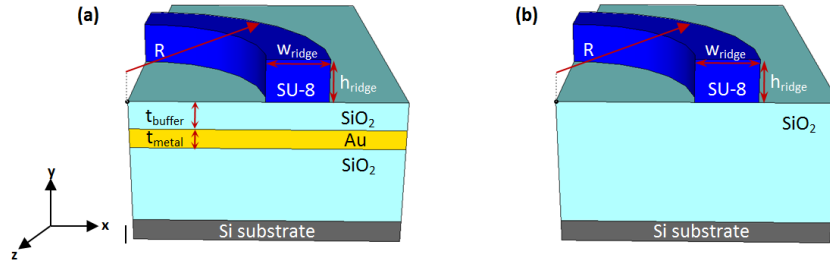 (a)
R
w_ridge
h_ridge
SU-8
t_buffer
SiO₂
t_metal
Au
SiO₂
Si substrate
y
x
z
(b)
R
w_ridge
h_ridge
SU-8
SiO₂
Si substrate